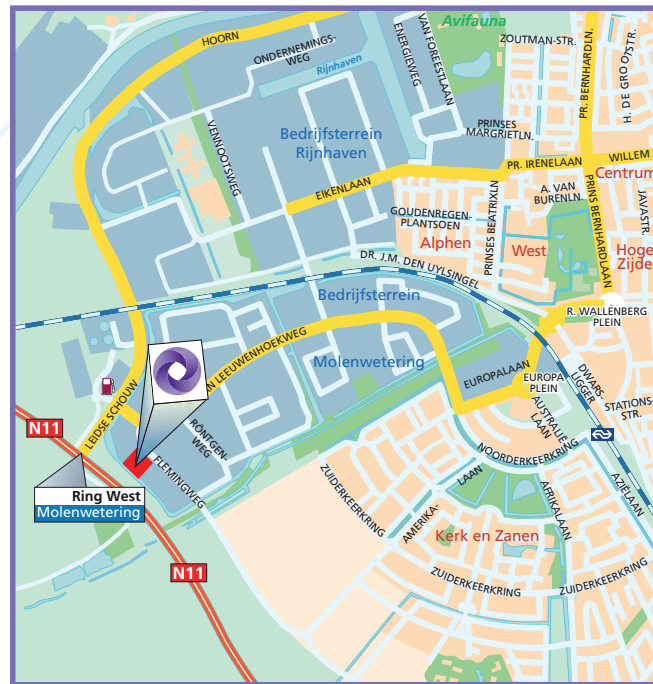 Avifauna
HOORN
ONDERNEMINGS-
WEG
Rijnhaven
ENERGIEWEG
VAN FOREESTLAAN
ZOUTMAN-STR.
PR. BERNHARDLN.
H. DE GROOTSTR.
VENNOOTSWEG
Bedrijfsterrein
Rijnhaven
PRINSES
MARGRIETLN.
PR. IRENELAAN
WILLEM
Centrum
EIKENLAAN
A. VAN
BURENLN.
PRINS BERNHARDLAAN
JAVASTR.
GOUDENREGEN-
PLANTSOEN
PRINSES BEATRIXLN
Alphen
West
Hoge
Zijde
DR. J.M. DEN UYLSINGEL
Bedrijfsterrein
R. WALLENBERG
PLEIN
AN LEEUWENHOEKWEG
Molenwetering
EUROPALAAN
EUROPA
PLEIN
DWARS-
LIGGER
STATIONS-
STR.
LEIDSE SCHOUW
AUSTRALIË-
LAAN
N11
RÖNTGEN-
WEG
FLEMINGWEG
NOORDERKEERKRING
ZUIDERKEERKRING
AMERIKA-
LAAN
AFRIKALAAN
AZIËLAAN
Ring West
Molenwetering
Kerk en Zanen
N11
ZUIDERKEERKRING
ZUIDERKEERKRING